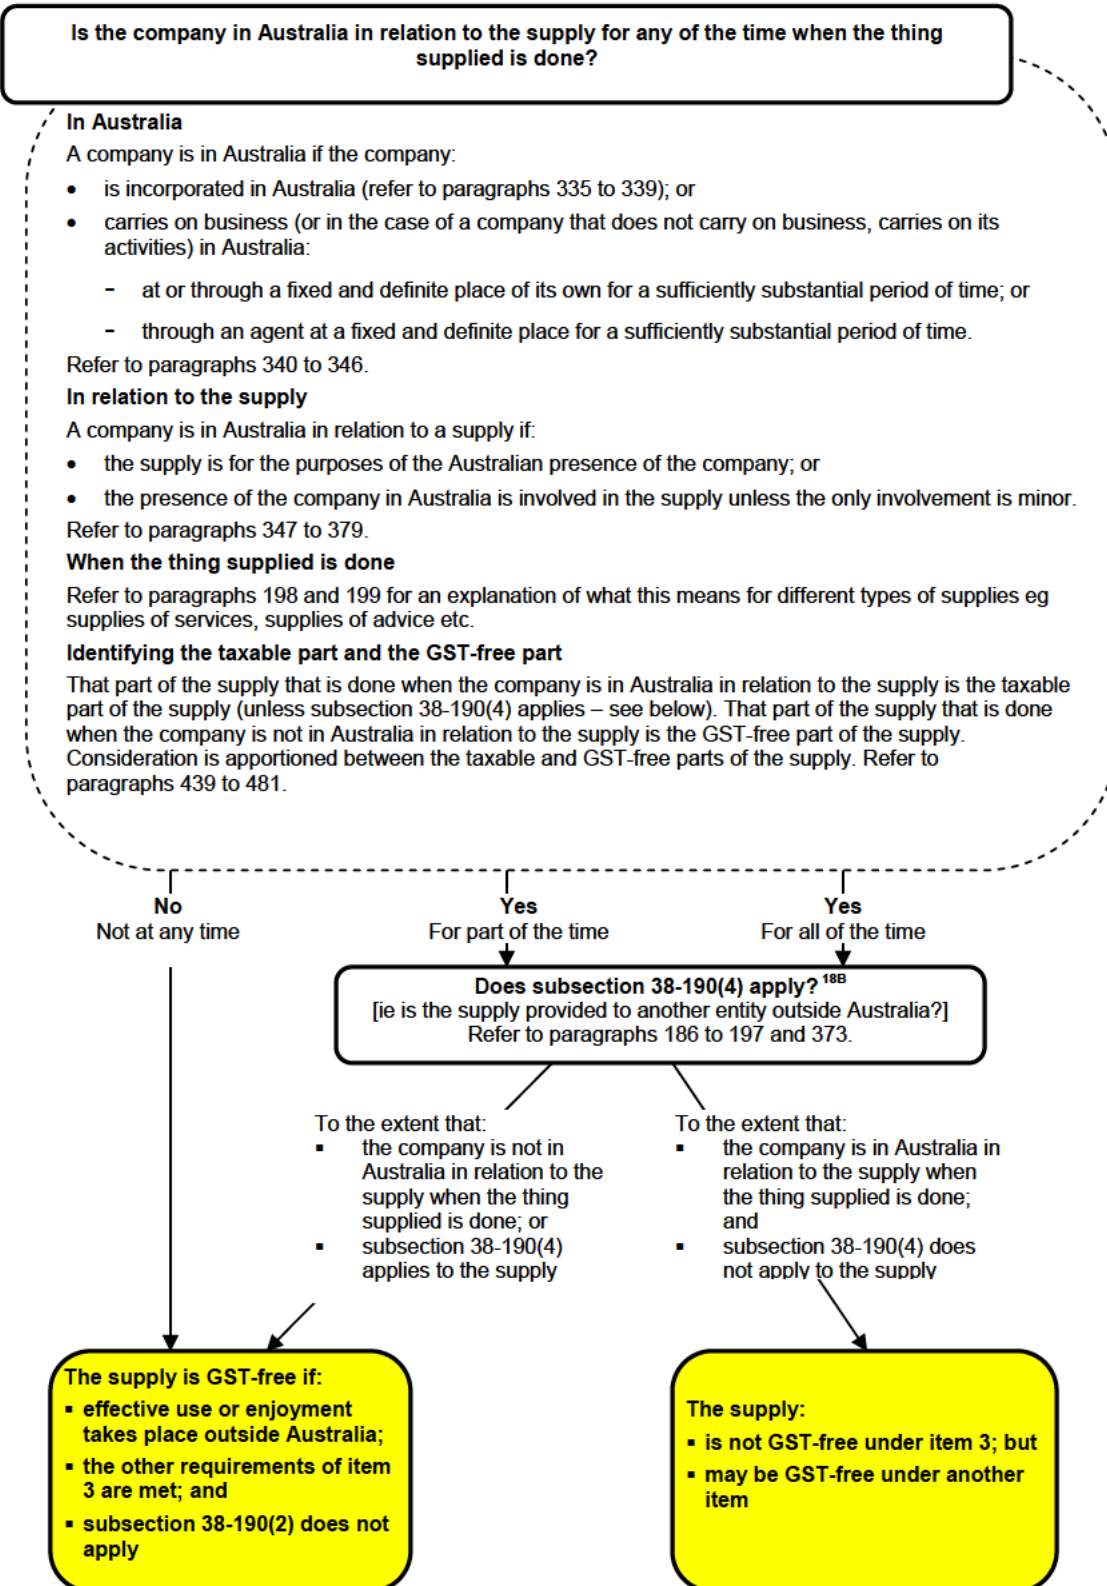 Is the company in Australia in relation to the supply for any of the time when the thing
supplied is done?
In Australia
A company is in Australia if the company:
• is incorporated in Australia (refer to paragraphs 335 to 339); or
• carries on business (or in the case of a company that does not carry on business, carries on its
activities) in Australia:
- at or through a fixed and definite place of its own for a sufficiently substantial period of time; or
- through an agent at a fixed and definite place for a sufficiently substantial period of time.
Refer to paragraphs 340 to 346.
In relation to the supply
A company is in Australia in relation to a supply if:
• the supply is for the purposes of the Australian presence of the company; or
• the presence of the company in Australia is involved in the supply unless the only involvement is minor.
Refer to paragraphs 347 to 379.
When the thing supplied is done
Refer to paragraphs 198 and 199 for an explanation of what this means for different types of supplies eg
supplies of services, supplies of advice etc.
Identifying the taxable part and the GST-free part
That part of the supply that is done when the company is in Australia in relation to the supply is the taxable
part of the supply (unless subsection 38-190(4) applies – see below). That part of the supply that is done
when the company is not in Australia in relation to the supply is the GST-free part of the supply.
Consideration is apportioned between the taxable and GST-free parts of the supply. Refer to
paragraphs 439 to 481.
No
Not at any time
Yes
For part of the time
Yes
For all of the time
Does subsection 38-190(4) apply? 18B
[ie is the supply provided to another entity outside Australia?]
Refer to paragraphs 186 to 197 and 373.
To the extent that:
▪ the company is not in
Australia in relation to the
supply when the thing
supplied is done; or
▪ subsection 38-190(4)
applies to the supply
To the extent that:
▪ the company is in Australia in
relation to the supply when
the thing supplied is done;
and
▪ subsection 38-190(4) does
not apply to the supply
The supply is GST-free if:
▪ effective use or enjoyment
takes place outside Australia;
▪ the other requirements of item
3 are met; and
▪ subsection 38-190(2) does not
apply
The supply:
▪ is not GST-free under item 3; but
▪ may be GST-free under another
item